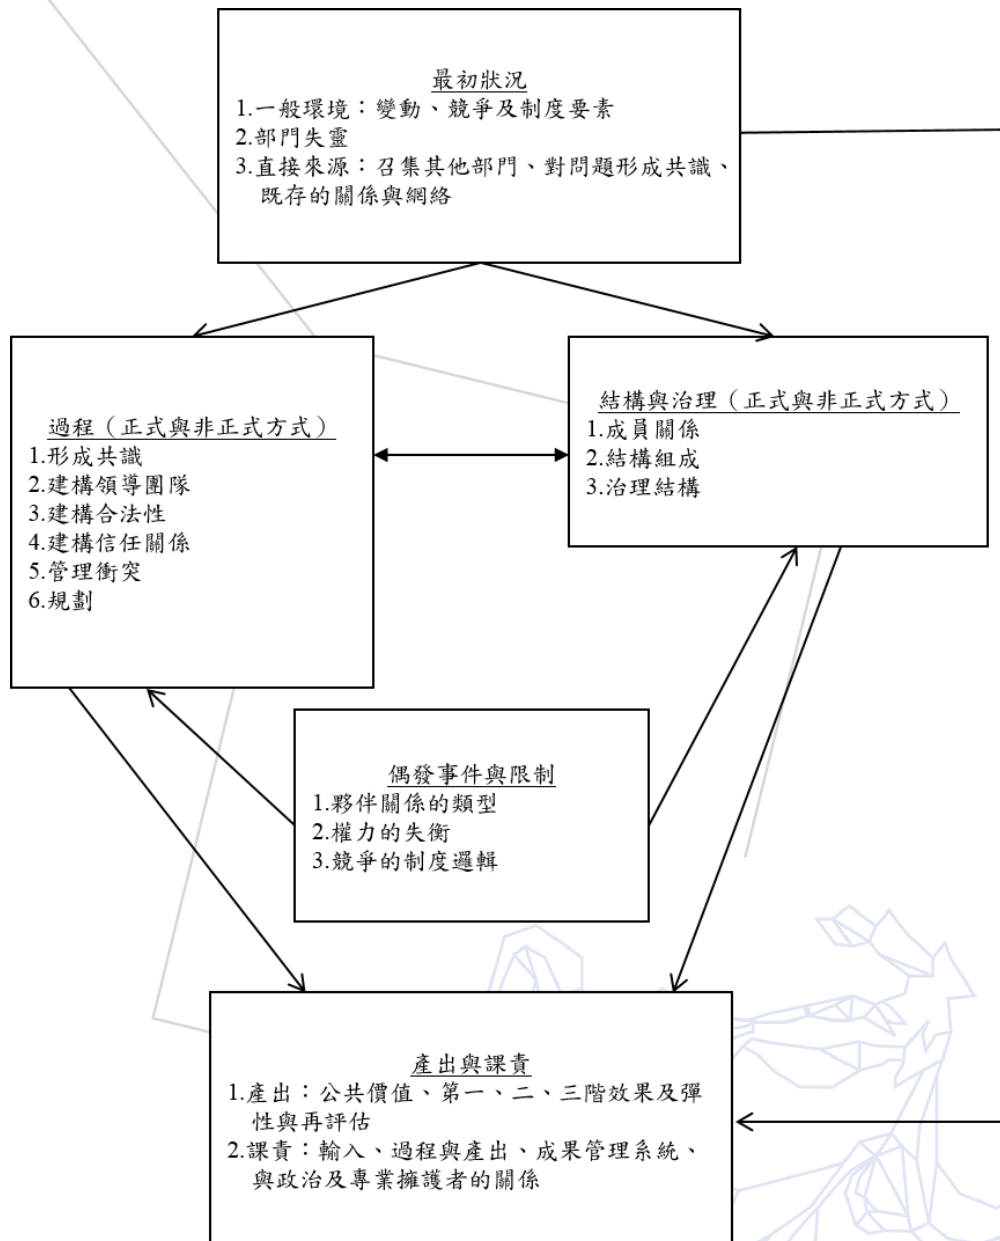 最初狀況
1.一般環境：變動、競爭及制度要素
2.部門失靈
3.直接來源：召集其他部門、對問題形成共識、
既存的關係與網絡
過程（正式與非正式方式）
1.形成共識
2.建構領導團隊
3.建構合法性
4.建構信任關係
5.管理衝突
6.規劃
結構與治理（正式與非正式方式）
1.成員關係
2.結構組成
3.治理結構
偶發事件與限制
1.夥伴關係的類型
2.權力的失衡
3.競爭的制度邏輯
產出與課責
1.產出：公共價值、第一、二、三階效果及彈
性與再評估
2.課責：輸入、過程與產出、成果管理系統、
與政治及專業擁護者的關係